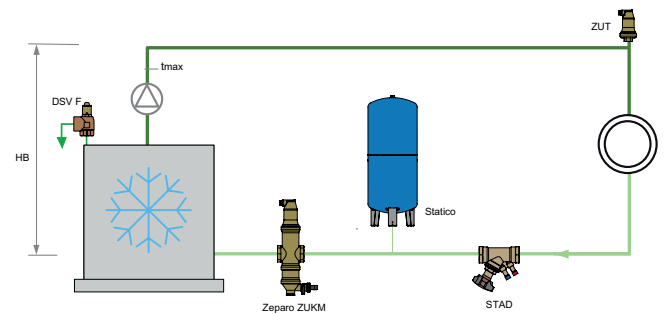 ZUT
tmax
DSV F
HB
Statico
Zeparo ZUKM
STAD